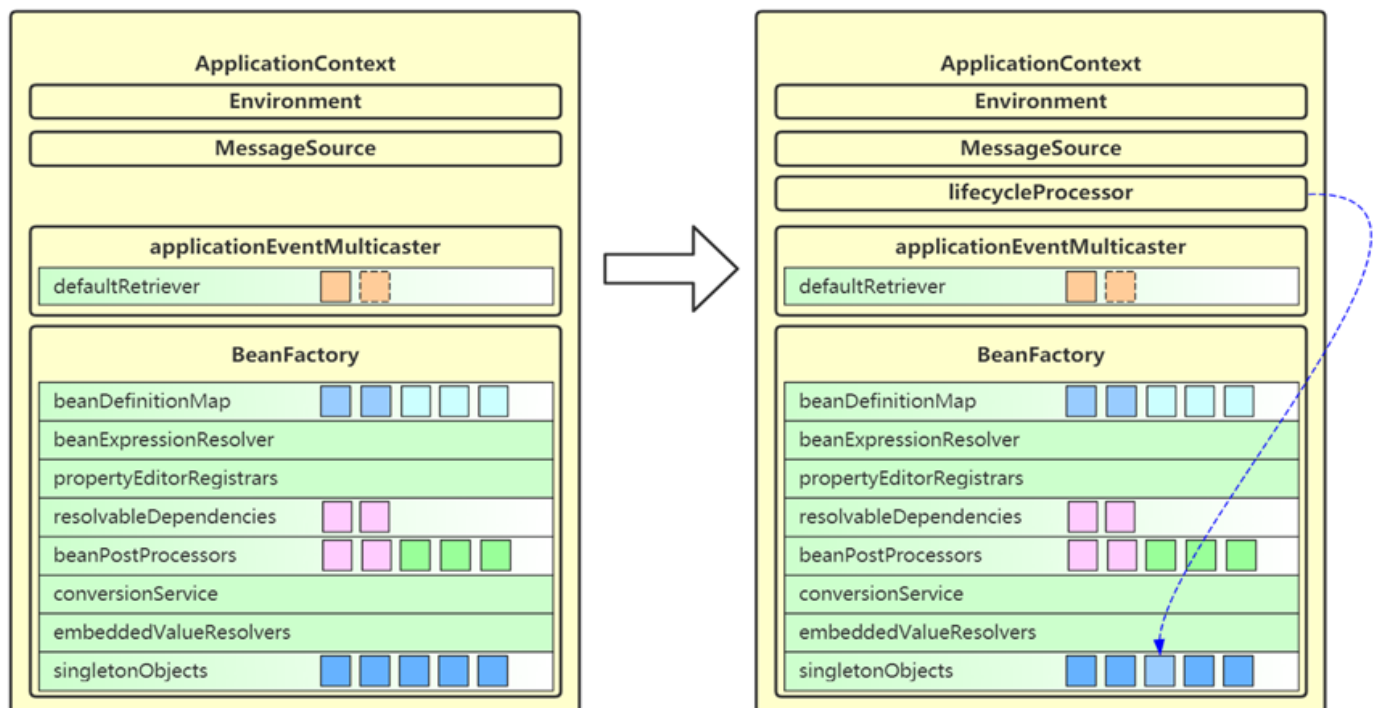 ApplicationContext
Environment
MessageSource
applicationEventMulticaster
defaultRetriever
BeanFactory
beanDefinitionMap
beanExpressionResolver
propertyEditorRegistrars
resolvableDependencies
beanPostProcessors
conversionService
embeddedValueResolvers
singletonObjects
ApplicationContext
Environment
MessageSource
lifecycleProcessor
applicationEventMulticaster
defaultRetriever
BeanFactory
beanDefinitionMap
beanExpressionResolver
propertyEditorRegistrars
resolvableDependencies
beanPostProcessors
conversionService
embeddedValueResolvers
singletonObjects